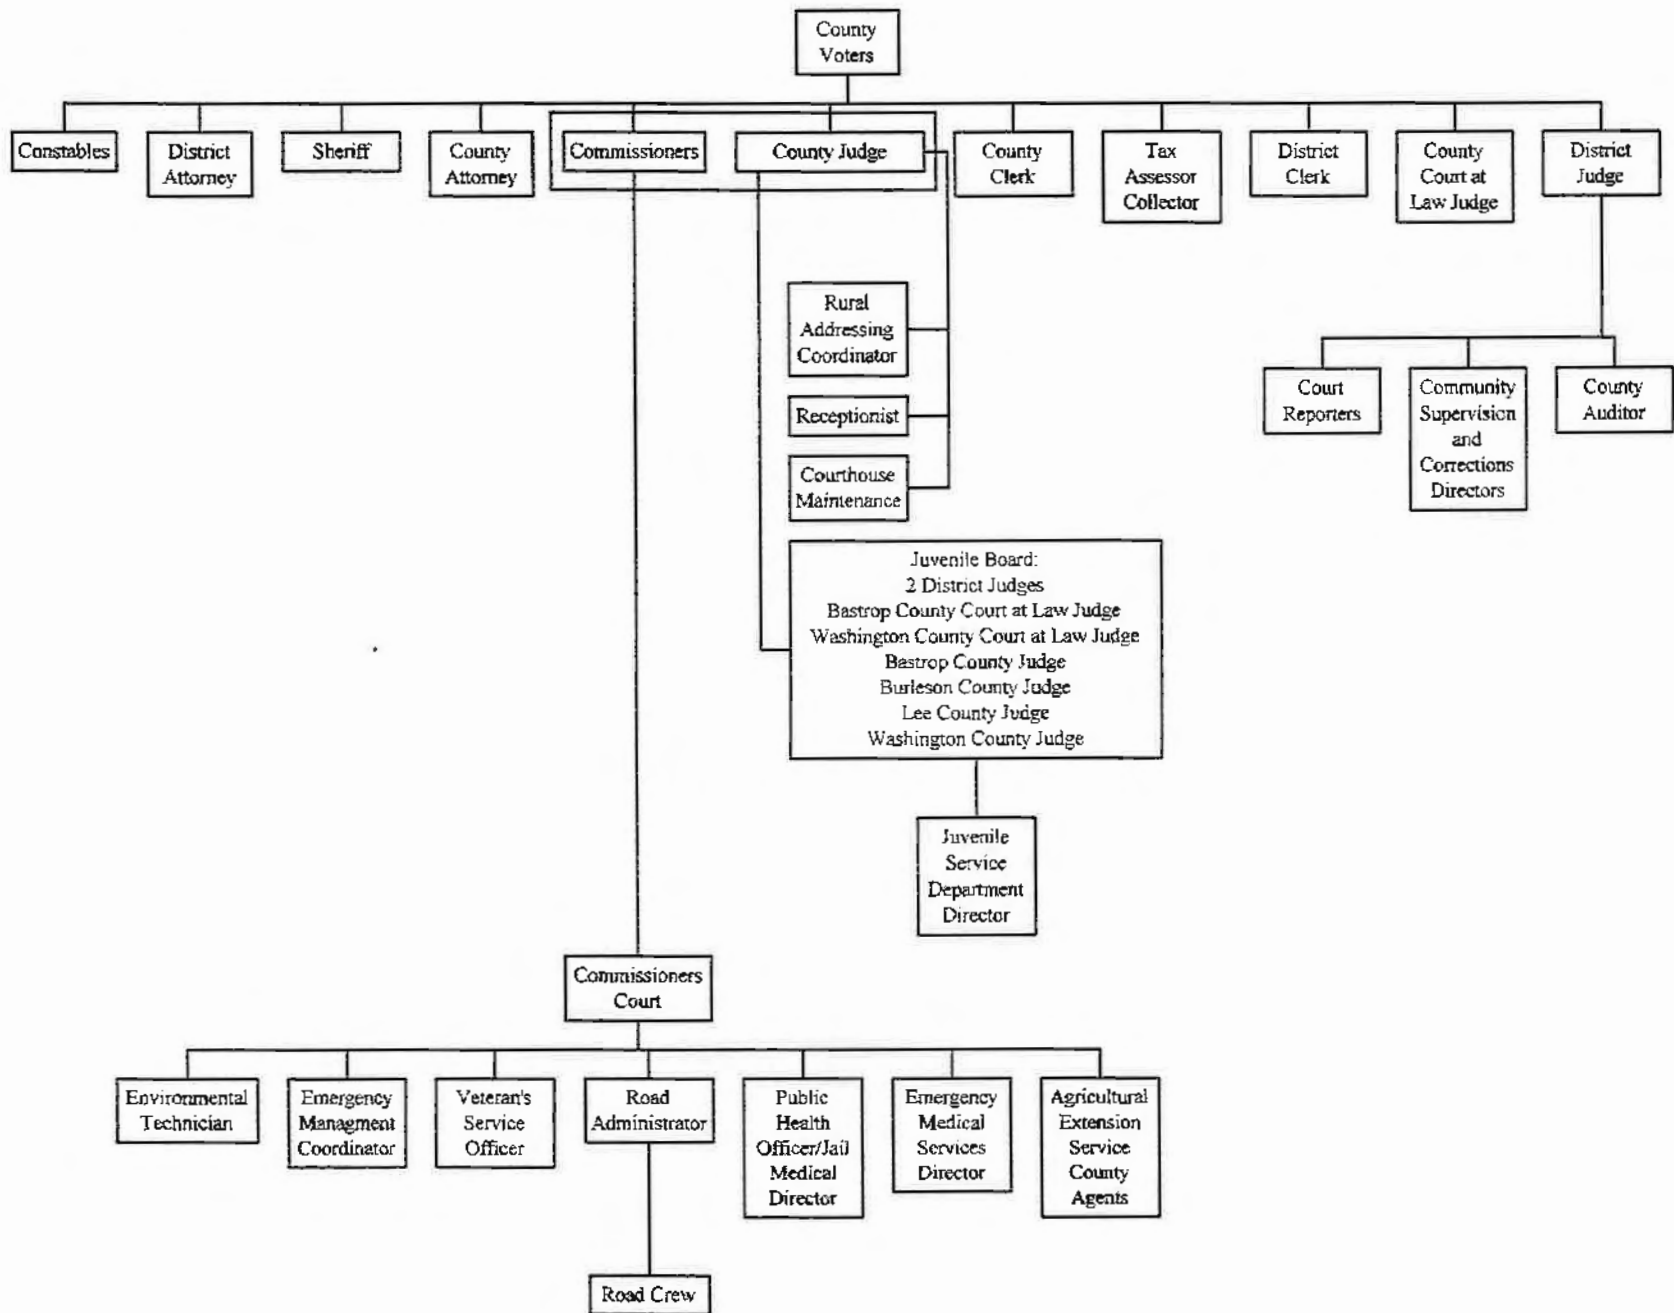 County
Voters
Constables
District
Attorney
Sheriff
County
Attorney
Commissioners
County Judge
County
Clerk
Tax
Assessor
Collector
District
Clerk
County
Court at
Law Judge
District
Judge
Rural
Addressing
Coordinator
Receptionist
Courthouse
Maintenance
Court
Reporters
Community
Supervision
and
Corrections
Directors
County
Auditor
Juvenile Board:
2 District Judges
Bastrop County Court at Law Judge
Washington County Court at Law Judge
Bastrop County Judge
Burleson County Judge
Lee County Judge
Washington County Judge
Juvenile
Service
Department
Director
Commissioners
Court
Environmental
Technician
Emergency
Managment
Coordinator
Veteran's
Service
Officer
Road
Administrator
Public
Health
Officer/Jail
Medical
Director
Emergency
Medical
Services
Director
Agricultural
Extension
Service
County
Agents
Road Crew